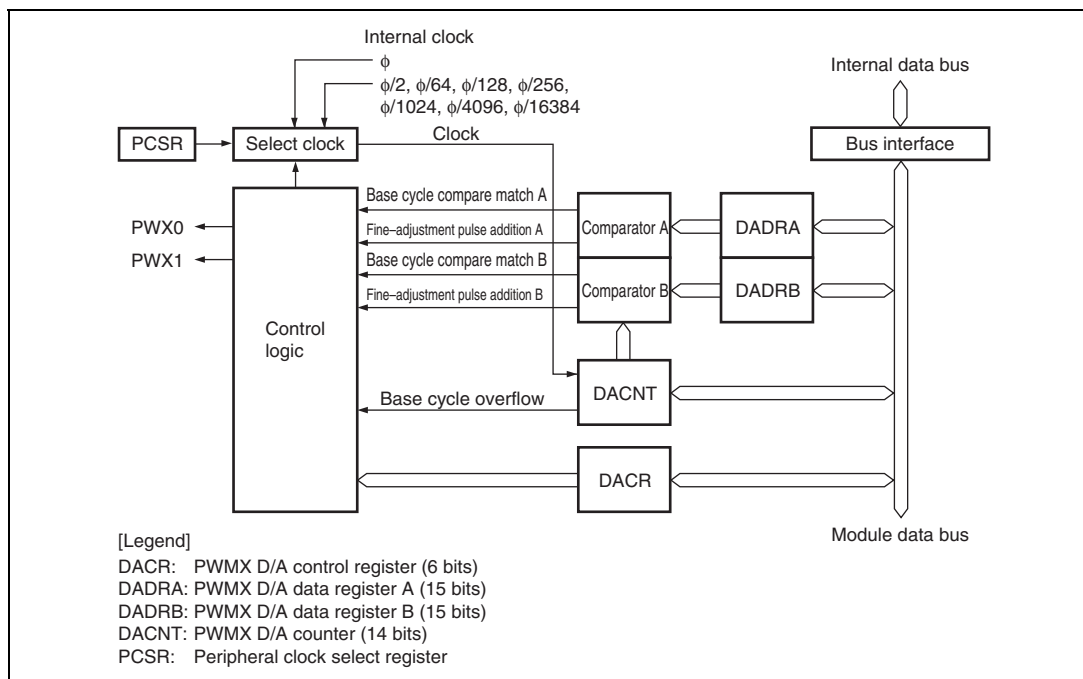 Internal clock
ϕ
ϕ/2, ϕ/64, ϕ/128, ϕ/256,
ϕ/1024, ϕ/4096, ϕ/16384
Internal data bus
PCSR
Select clock
Clock
Bus interface
Base cycle compare match A
Fine–adjustment pulse addition A
Base cycle compare match B
Fine–adjustment pulse addition B
Comparator A
DADRA
Comparator B
DADRB
PWX0
PWX1
Control
logic
Base cycle overflow
DACNT
DACR
Module data bus
[Legend]
DACR: PWMX D/A control register (6 bits)
DADRA: PWMX D/A data register A (15 bits)
DADRB: PWMX D/A data register B (15 bits)
DACNT: PWMX D/A counter (14 bits)
PCSR: Peripheral clock select register